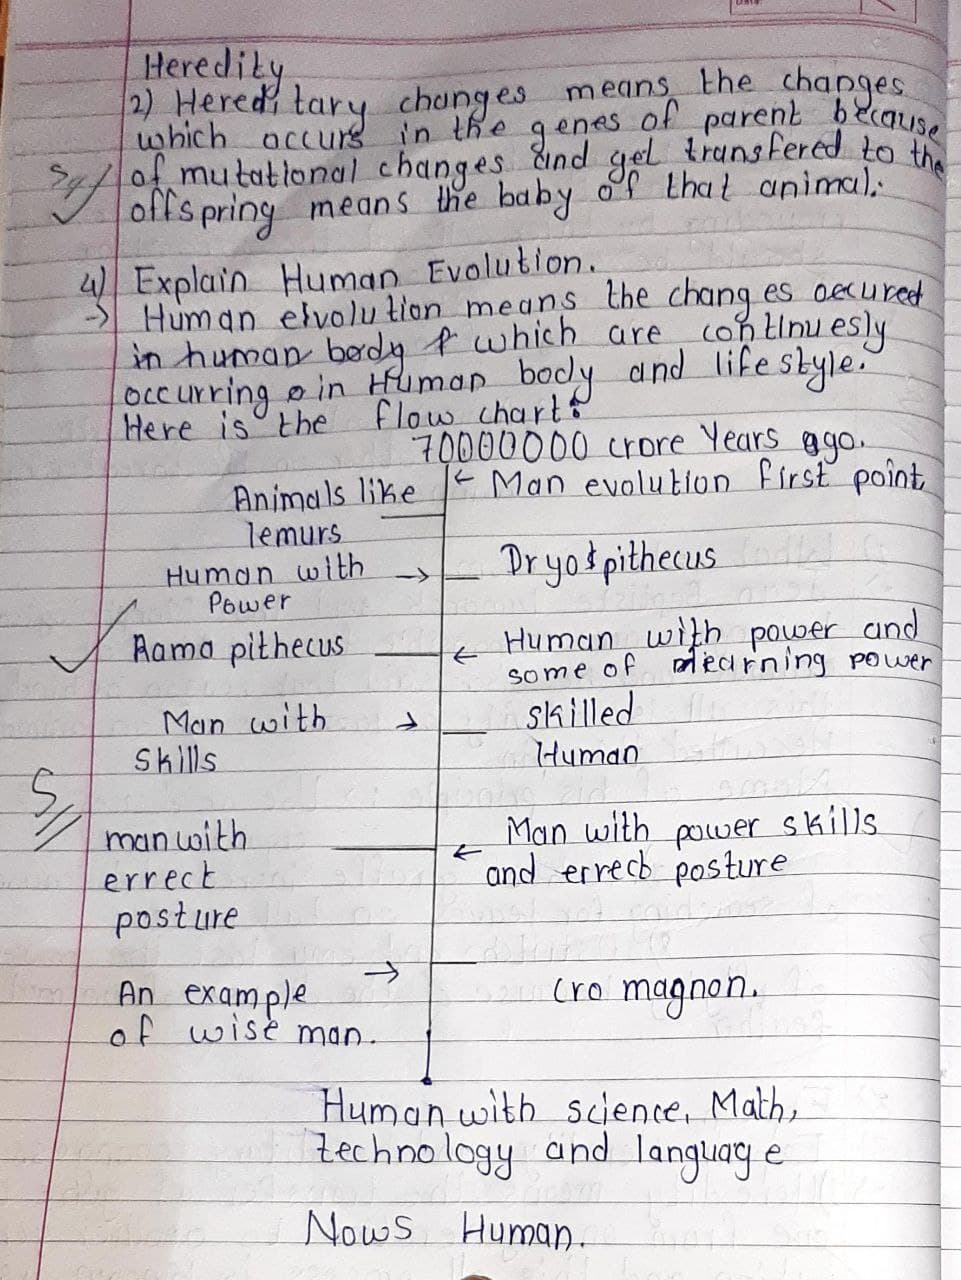 Heredity
2) Hereditary changes means the changes
which occurs in the genes of parent because
of mutational changes and get transfered to the
offspring means the baby of that animal.
4) Explain Human Evolution.
→ Human elvolution means the changes occured
in human body & which are continuesly
occurring in Human body and lifestyle.
Here is the flow chart:
70000000 crore Years ago.
Animals like ← Man evolution first point
lemurs
Human with → Dryopithecus
Power
Rama pithecus ← Human with power and
some of learning power
Man with → skilled
Skills Human
man with ← Man with power skills
errect and errect posture
posture
An example → Cro magnon.
of wise man.
Human with science, Math,
technology and language
Nows Human.